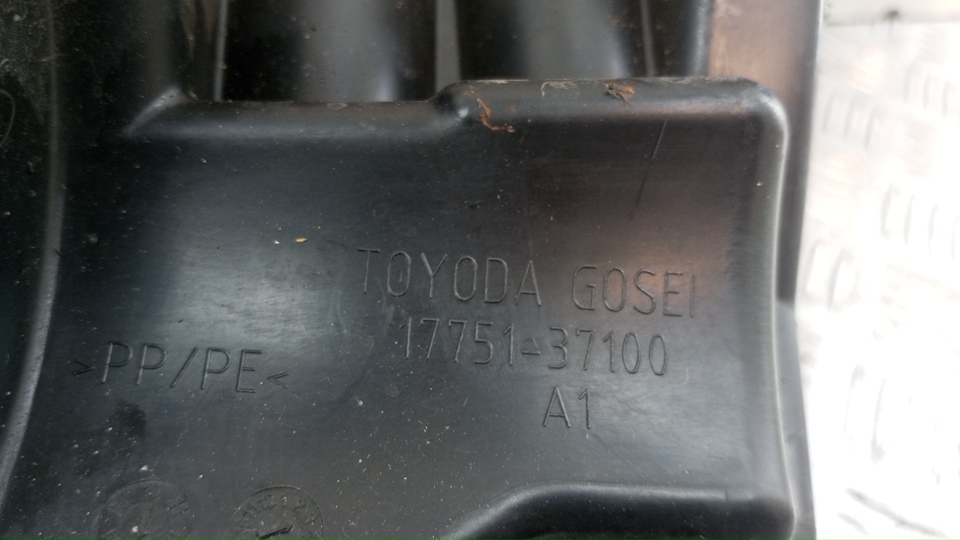 TOYODA GOSEI
17751-37100
>PP/PE<
A1